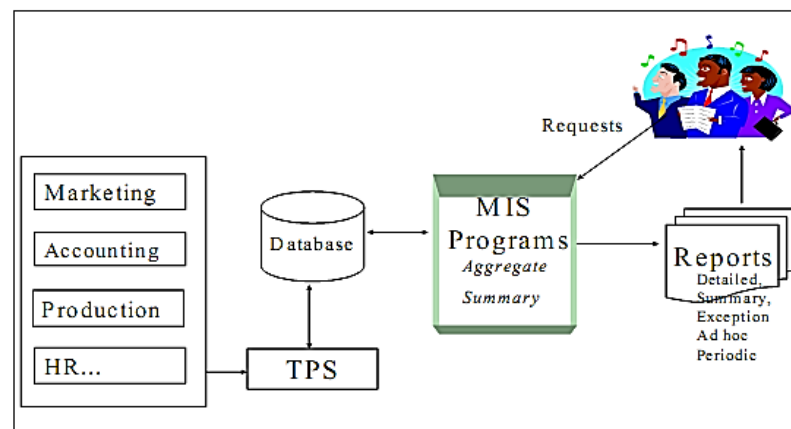 Requests
Marketing
Accounting
Production
HR...
Database
TPS
MIS
Programs
Aggregate
Summary
Reports
Detailed,
Summary,
Exception
Ad hoc
Periodic